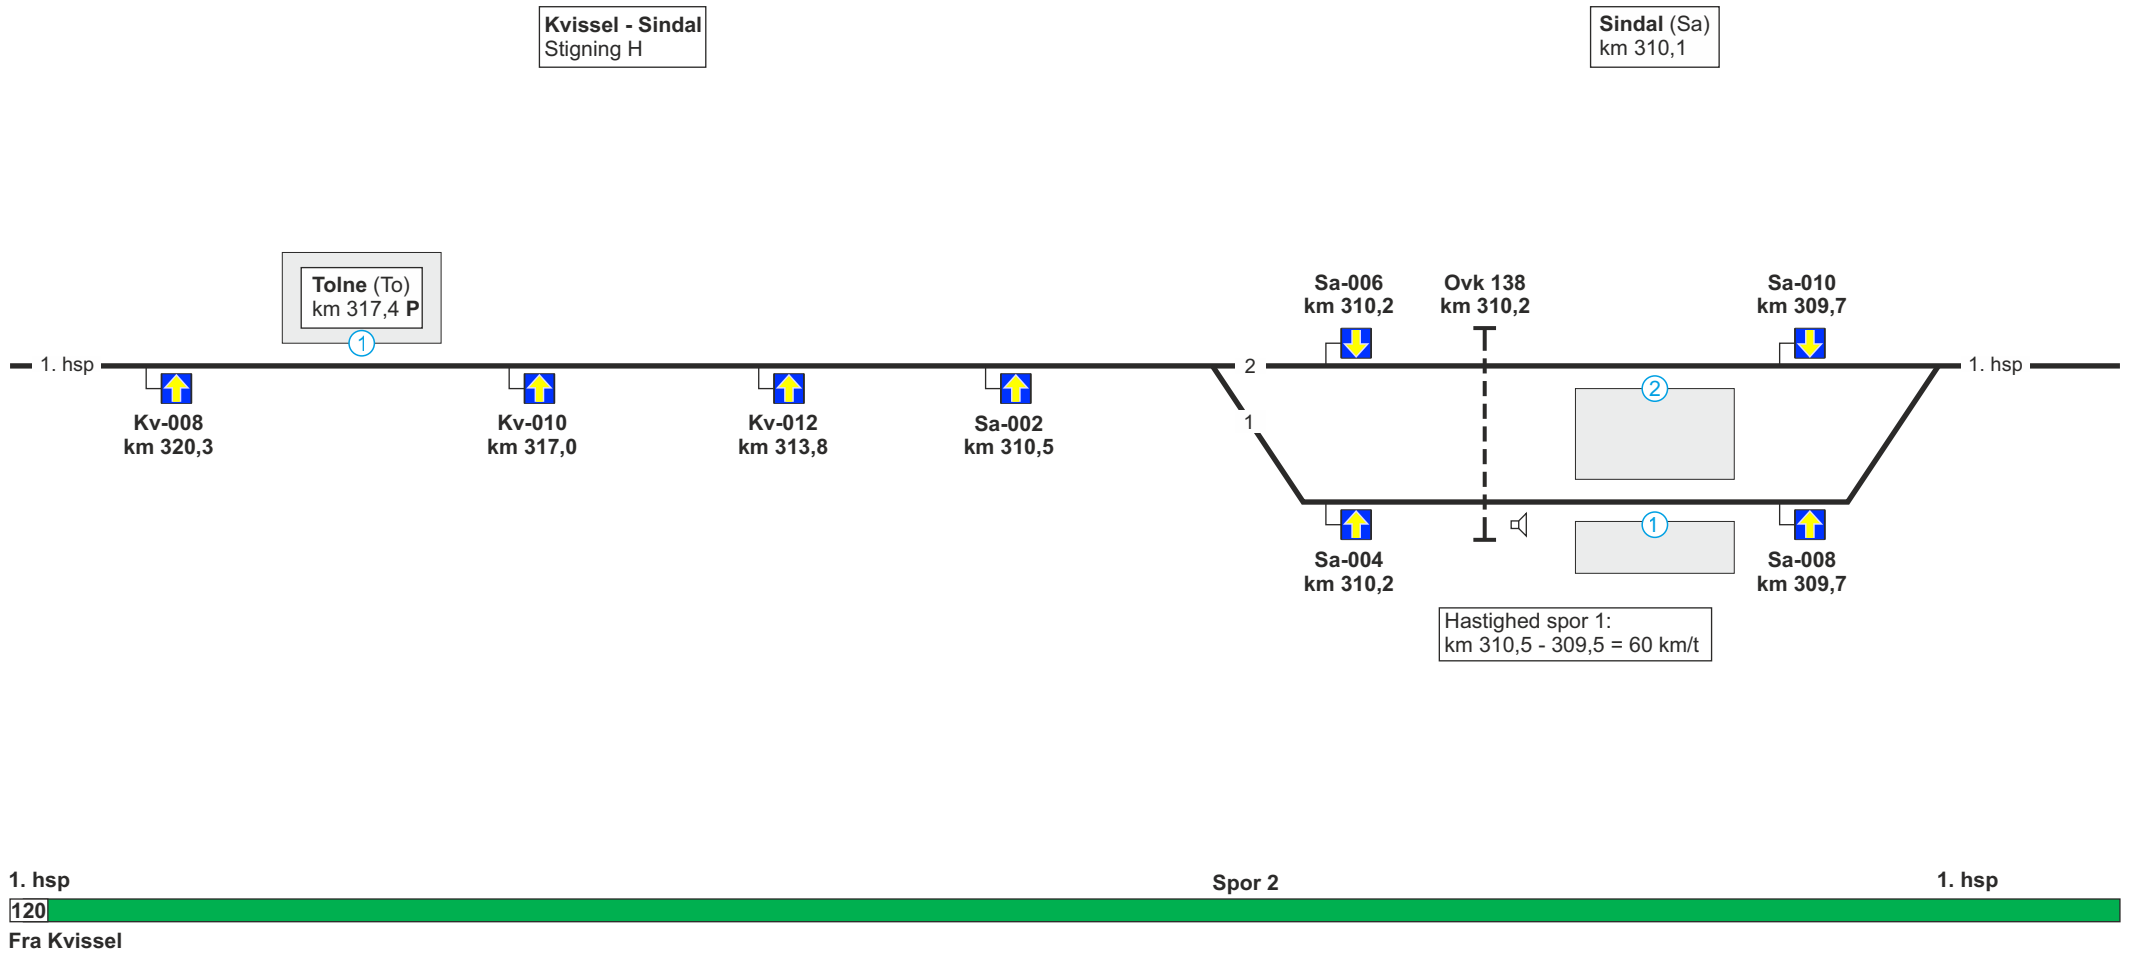 Kvissel - Sindal
Stigning H
Sindal (Sa)
km 310,1
Tolne (To)
km 317,4 P
1
Sa-006
km 310,2
Ovk 138
km 310,2
Sa-010
km 309,7
1. hsp
2
1. hsp
2
Kv-008
km 320,3
Kv-010
km 317,0
Kv-012
km 313,8
Sa-002
km 310,5
1
1
Sa-004
km 310,2
Sa-008
km 309,7
Hastighed spor 1:
km 310,5 - 309,5 = 60 km/t
1. hsp
Spor 2
1. hsp
120
Fra Kvissel